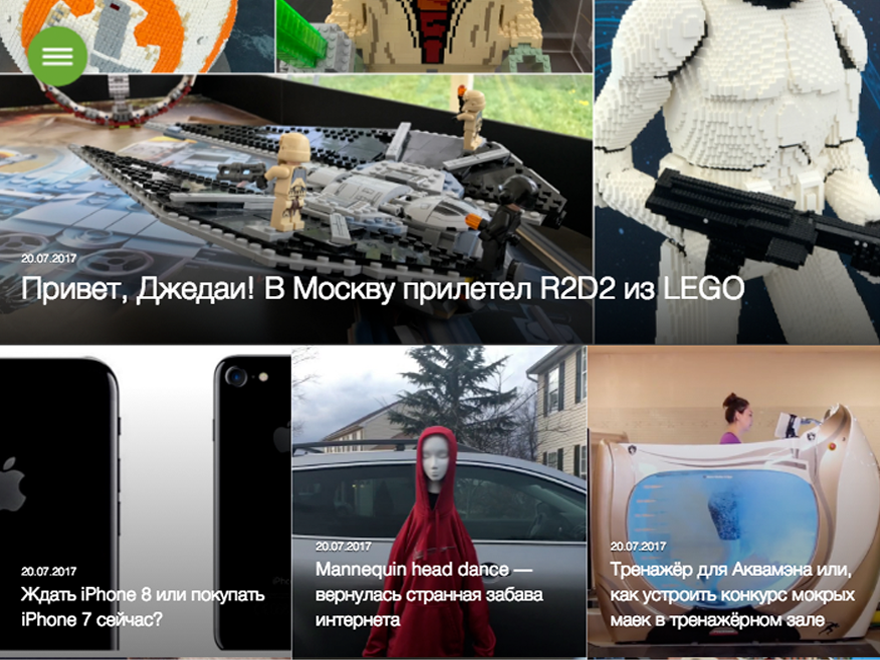 20.07.2017
Привет, Джедаи! В Москву прилетел R2D2 из LEGO
20.07.2017
Ждать iPhone 8 или покупать
iPhone 7 сейчас?
20.07.2017
Mannequin head dance —
вернулась странная забава
интернета
20.07.2017
Тренажёр для Аквамэна или,
как устроить конкурс мокрых
маек в тренажёрном зале